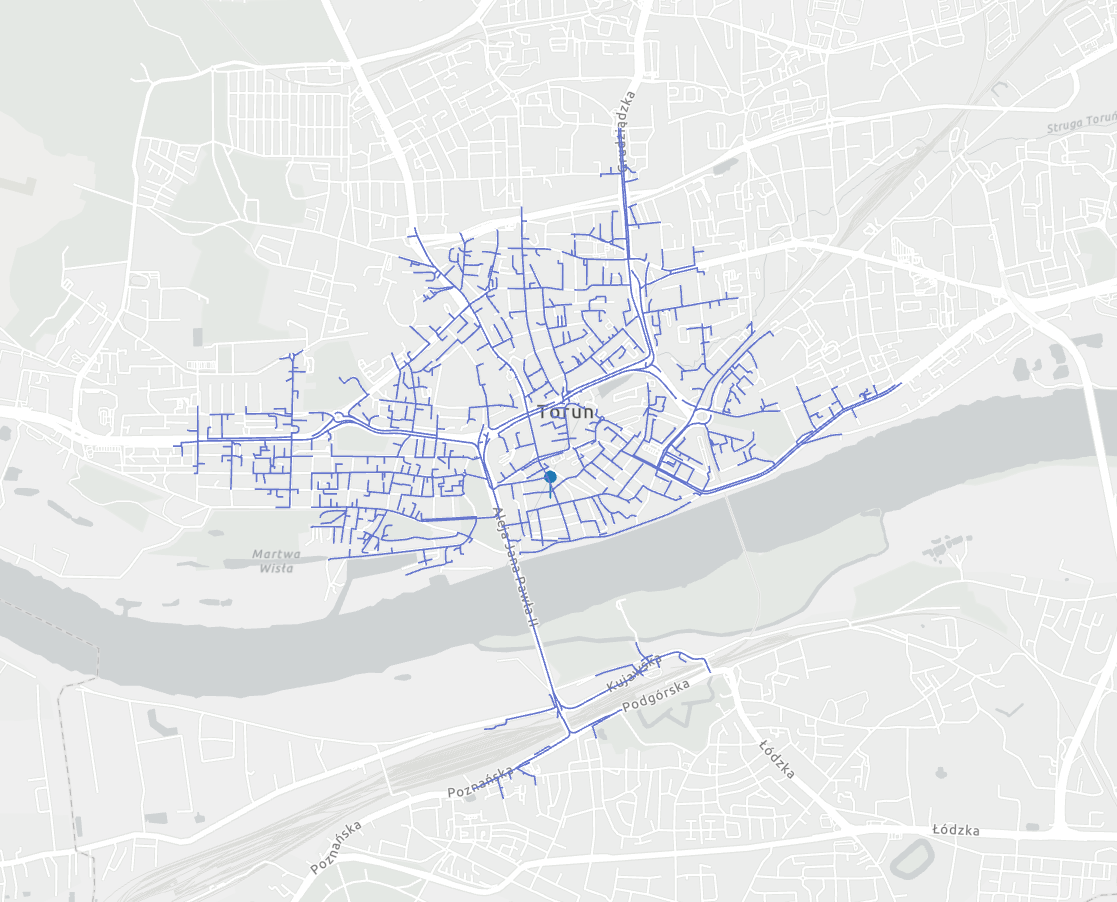 Grudziądzka
Struga Toruń
Toruń
Aleja Jana Pawła II
Martwa
Wisła
Kujawska
Podgórska
Poznańska
Łódzka
Poznańska
Łódzka